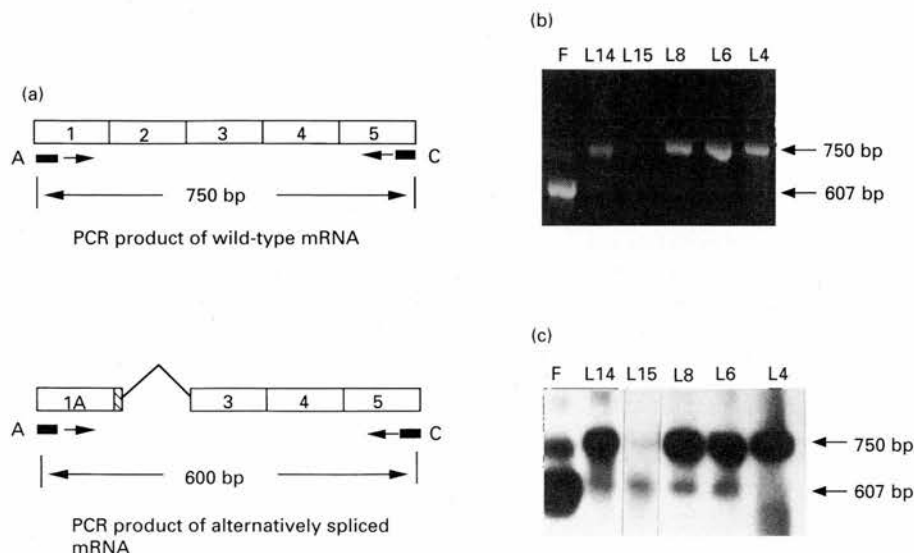 (a)
1 2 3 4 5
A C
750 bp
PCR product of wild-type mRNA
1A 3 4 5
A C
600 bp
PCR product of alternatively spliced
mRNA
(b)
F L14 L15 L8 L6 L4
750 bp
607 bp
(c)
F L14 L15 L8 L6 L4
750 bp
607 bp